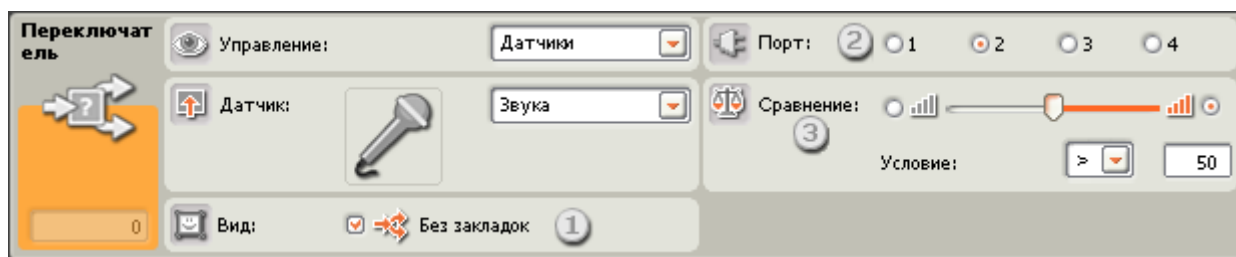 Переключат
ель
0
Управление: Датчики
Датчик: Звука
Вид: Без закладок 1
Порт: 2 1 2 3 4
Сравнение:
3
Условие: > 50